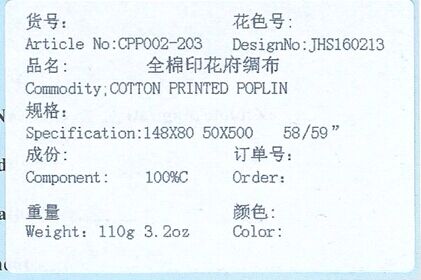 货号: 花色号:
Article No:CPP002-203 DesignNo:JHS160213
品名: 全棉印花府绸布
Commodity;COTTON PRINTED POPLIN
规格:
Specification:148X80 50X500 58/59"
成份: 订单号:
Component: 100%C Order:
重量 颜色:
Weight: 110g 3.2oz Color: